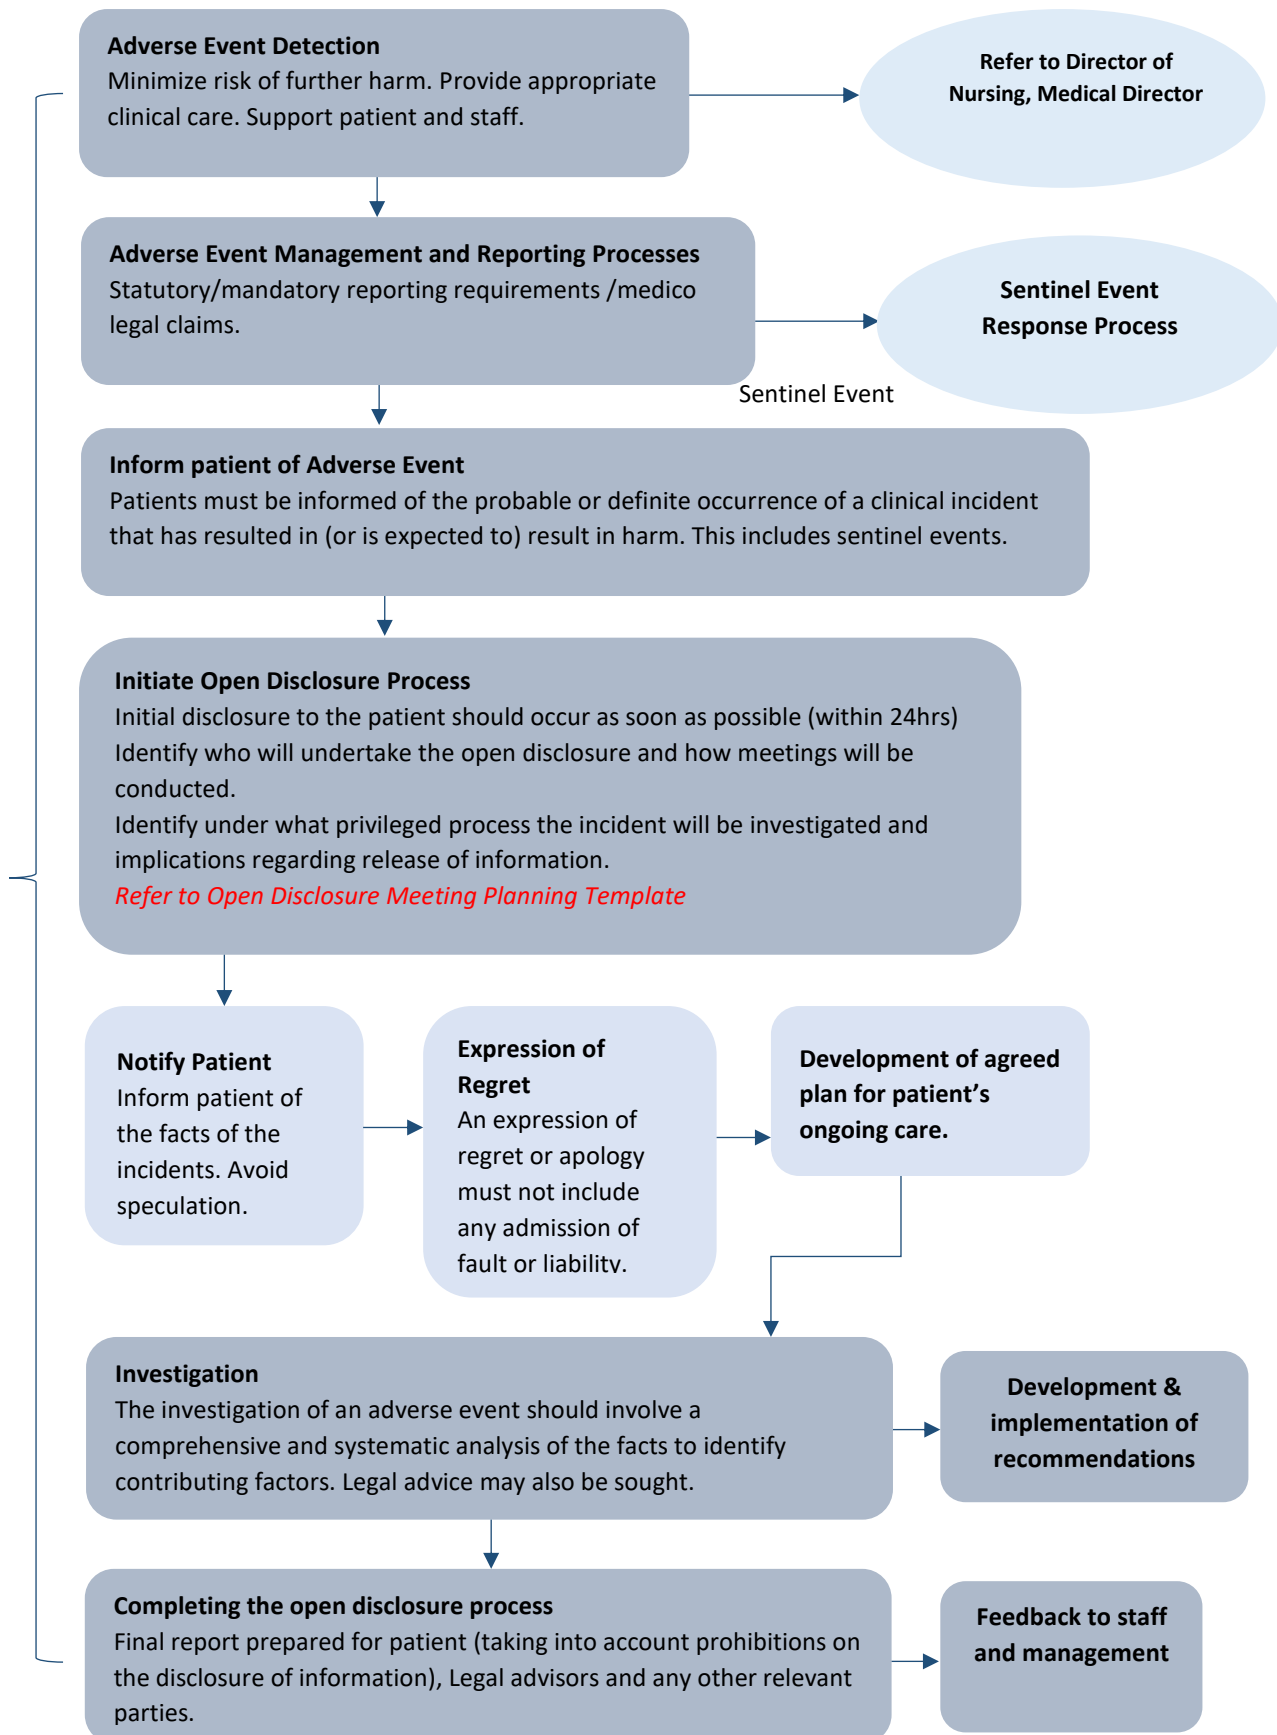 Adverse Event Detection
Minimize risk of further harm. Provide appropriate
clinical care. Support patient and staff.
Refer to Director of
Nursing, Medical Director
Adverse Event Management and Reporting Processes
Statutory/mandatory reporting requirements /medico
legal claims.
Sentinel Event
Response Process
Sentinel Event
Inform patient of Adverse Event
Patients must be informed of the probable or definite occurrence of a clinical incident
that has resulted in (or is expected to) result in harm. This includes sentinel events.
Initiate Open Disclosure Process
Initial disclosure to the patient should occur as soon as possible (within 24hrs)
Identify who will undertake the open disclosure and how meetings will be
conducted.
Identify under what privileged process the incident will be investigated and
implications regarding release of information.
Refer to Open Disclosure Meeting Planning Template
Notify Patient
Inform patient of
the facts of the
incidents. Avoid
speculation.
Expression of
Regret
An expression of
regret or apology
must not include
any admission of
fault or liability.
Development of agreed
plan for patient’s
ongoing care.
Investigation
The investigation of an adverse event should involve a
comprehensive and systematic analysis of the facts to identify
contributing factors. Legal advice may also be sought.
Development &
implementation of
recommendations
Completing the open disclosure process
Final report prepared for patient (taking into account prohibitions on
the disclosure of information), Legal advisors and any other relevant
parties.
Feedback to staff
and management